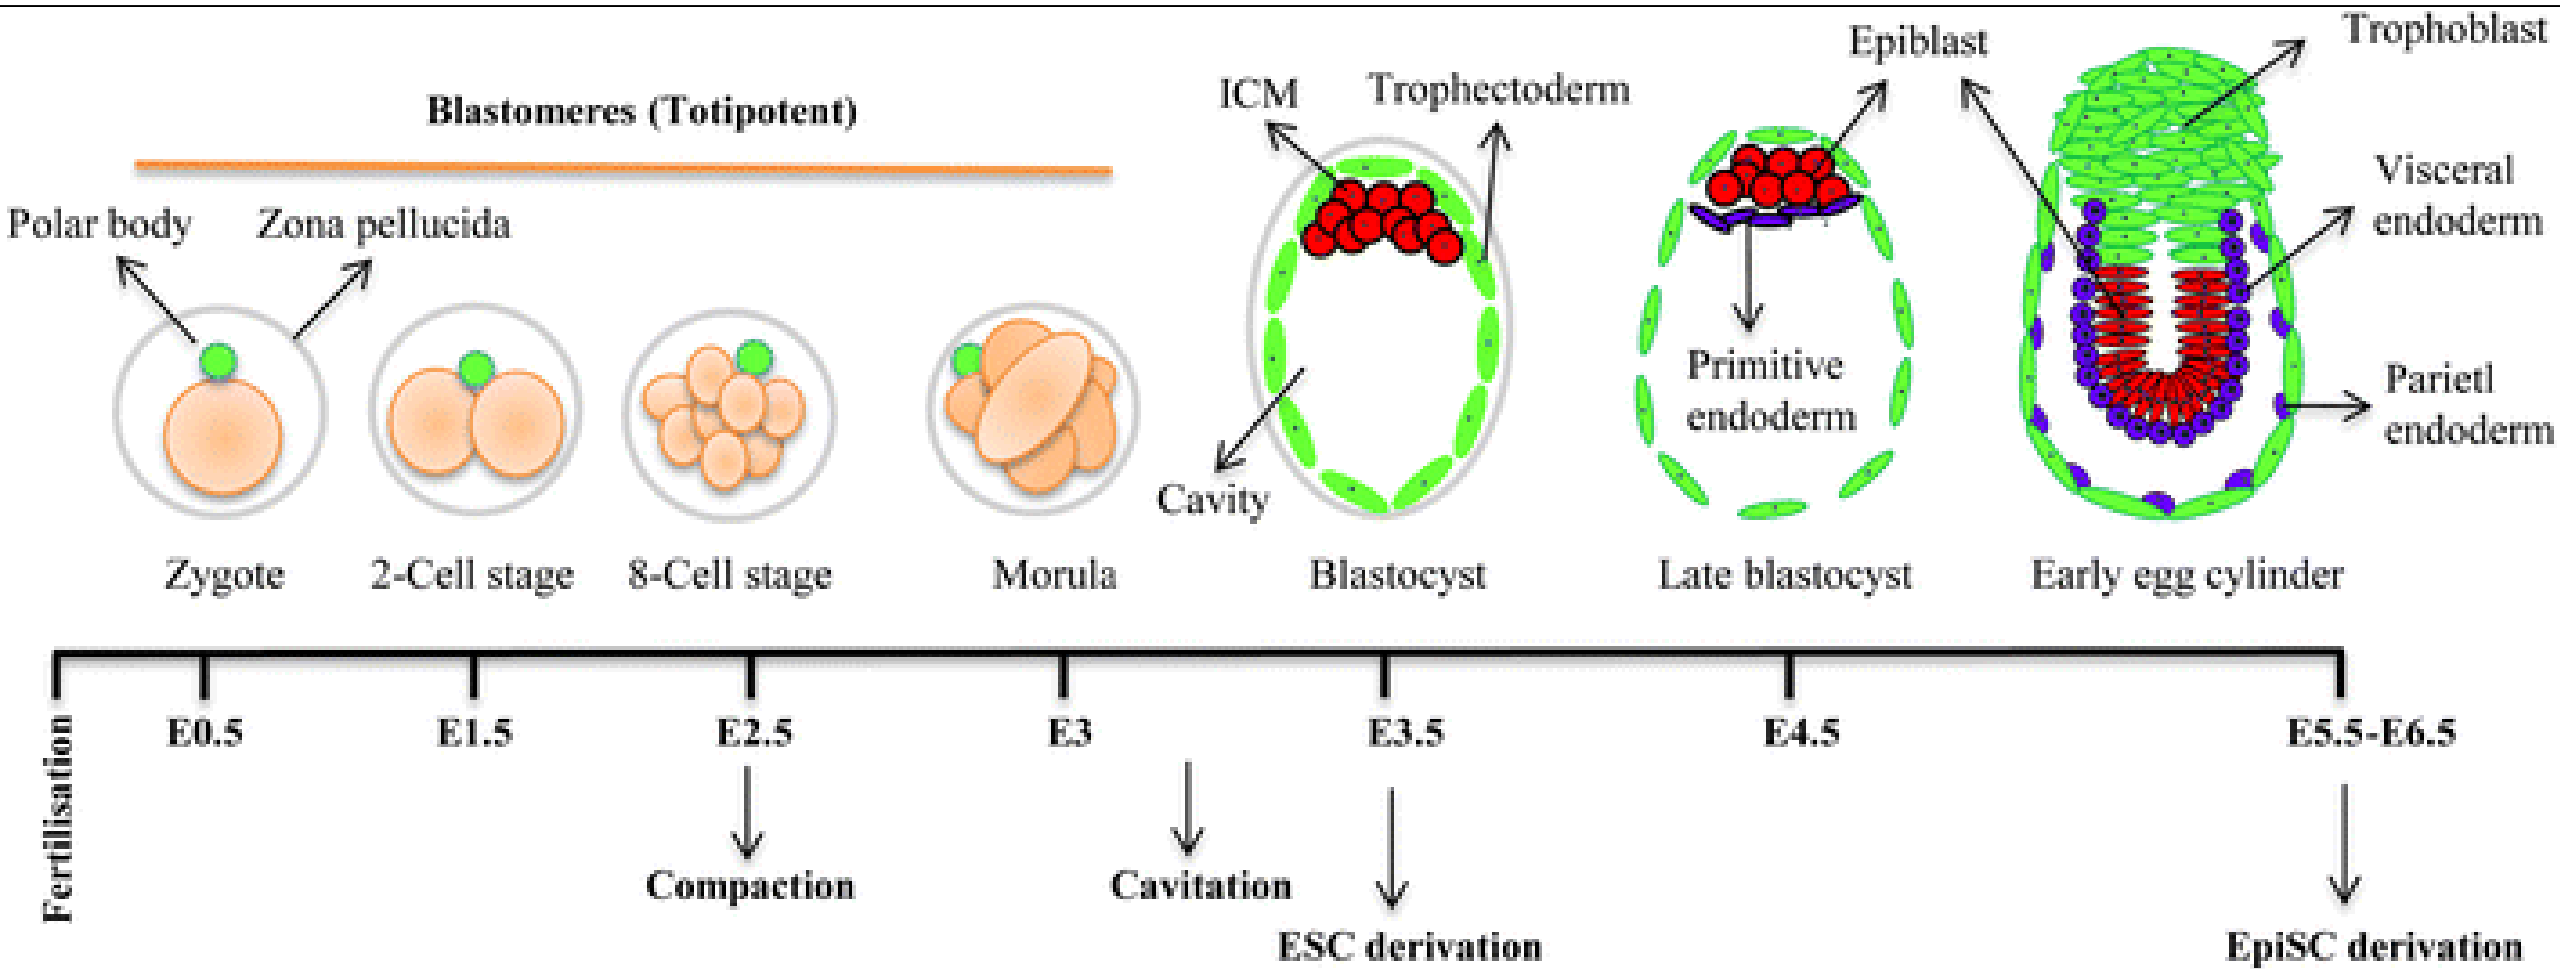 Blastomeres (Totipotent)
Polar body
Zona pellucida
ICM
Trophectoderm
Epiblast
Trophoblast
Visceral
endoderm
Primitive
endoderm
Parietl
endoderm
Cavity
Zygote
2-Cell stage
8-Cell stage
Morula
Blastocyst
Late blastocyst
Early egg cylinder
Fertilisation
E0.5
E1.5
E2.5
E3
E3.5
E4.5
E5.5-E6.5
Compaction
Cavitation
ESC derivation
EpiSC derivation